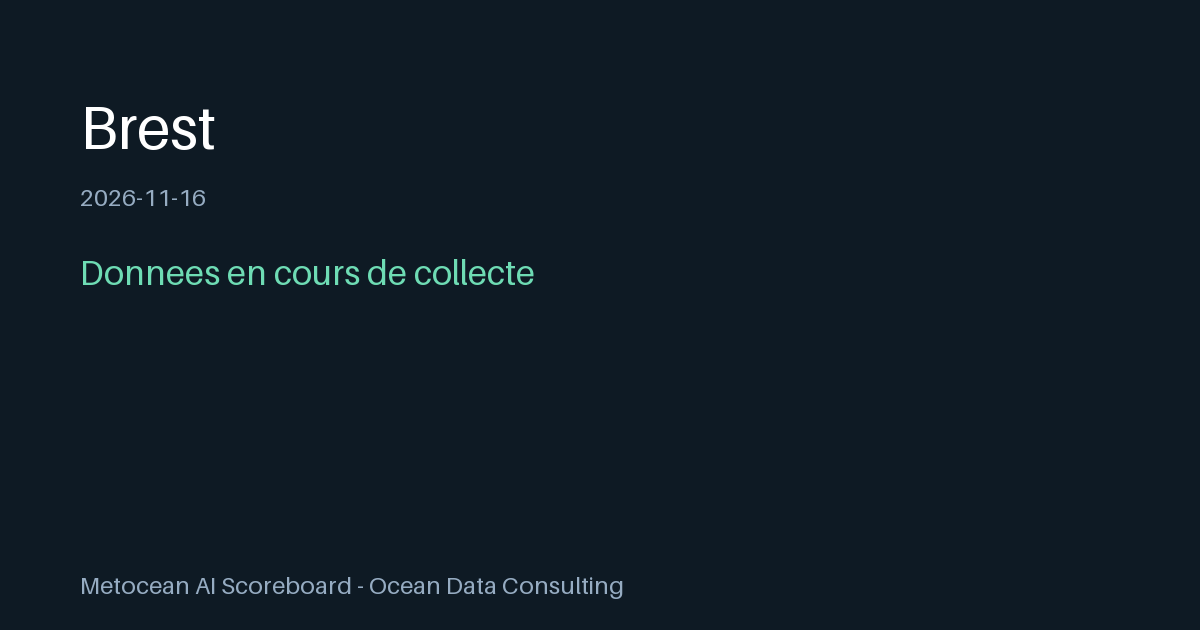 Brest
2026-11-16
Donnees en cours de collecte
Metocean AI Scoreboard - Ocean Data Consulting